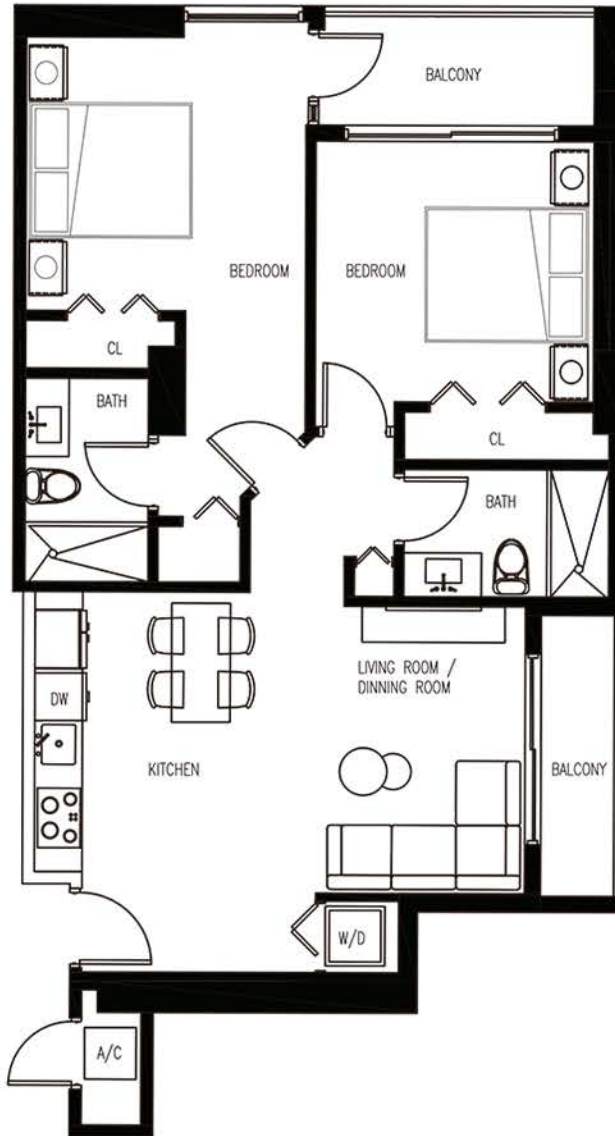 BALCONY
BEDROOM
BEDROOM
CL
BATH
CL
BATH
LIVING ROOM /
DINNING ROOM
DW
KITCHEN
BALCONY
W/D
A/C